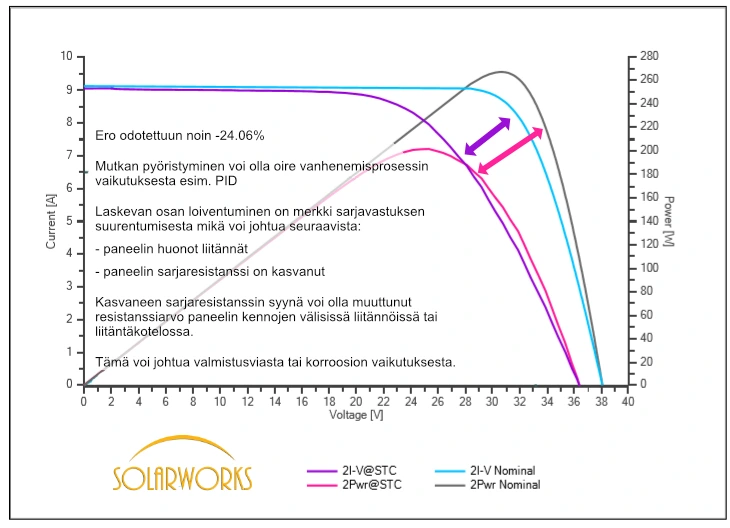 10
9
8
7
6
5
4
3
2
1
0
Current [A]
280
260
240
220
200
180
160
140
120
100
80
60
40
20
0
Power [W]
Ero odotettuun noin -24.06%
Mutkan pyöristyminen voi olla oire vanhenemisprosessin
vaikutuksesta esim. PID
Laskevan osan loiventuminen on merkki sarjavastuksen
suurentumisesta mikä voi johtua seuraavista:
- paneelin huonot liitännät
- paneelin sarjaresistanssi on kasvanut
Kasvaneen sarjaresistanssin syynä voi olla muuttunut
resistanssiarvo paneelin kennojen välisissä liitännöissä tai
liitäntäkotelossa.
Tämä voi johtua valmistusviasta tai korroosion vaikutuksesta.
0 2 4 6 8 10 12 14 16 18 20 22 24 26 28 30 32 34 36 38 40
Voltage [V]
SOLARWORKS
2I-V@STC 2I-V Nominal
2Pwr@STC 2Pwr Nominal